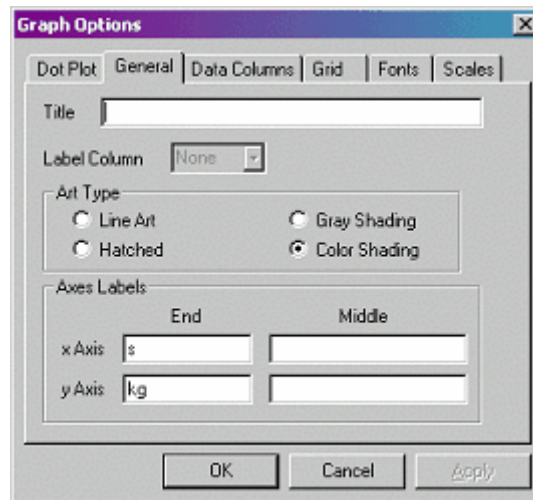 Graph Options
Dot Plot General Data Columns Grid Fonts Scales
Title
Label Column None
Art Type
Line Art Gray Shading
Hatched Color Shading
Axes Labels
End Middle
x Axis s
y Axis kg
OK Cancel Apply